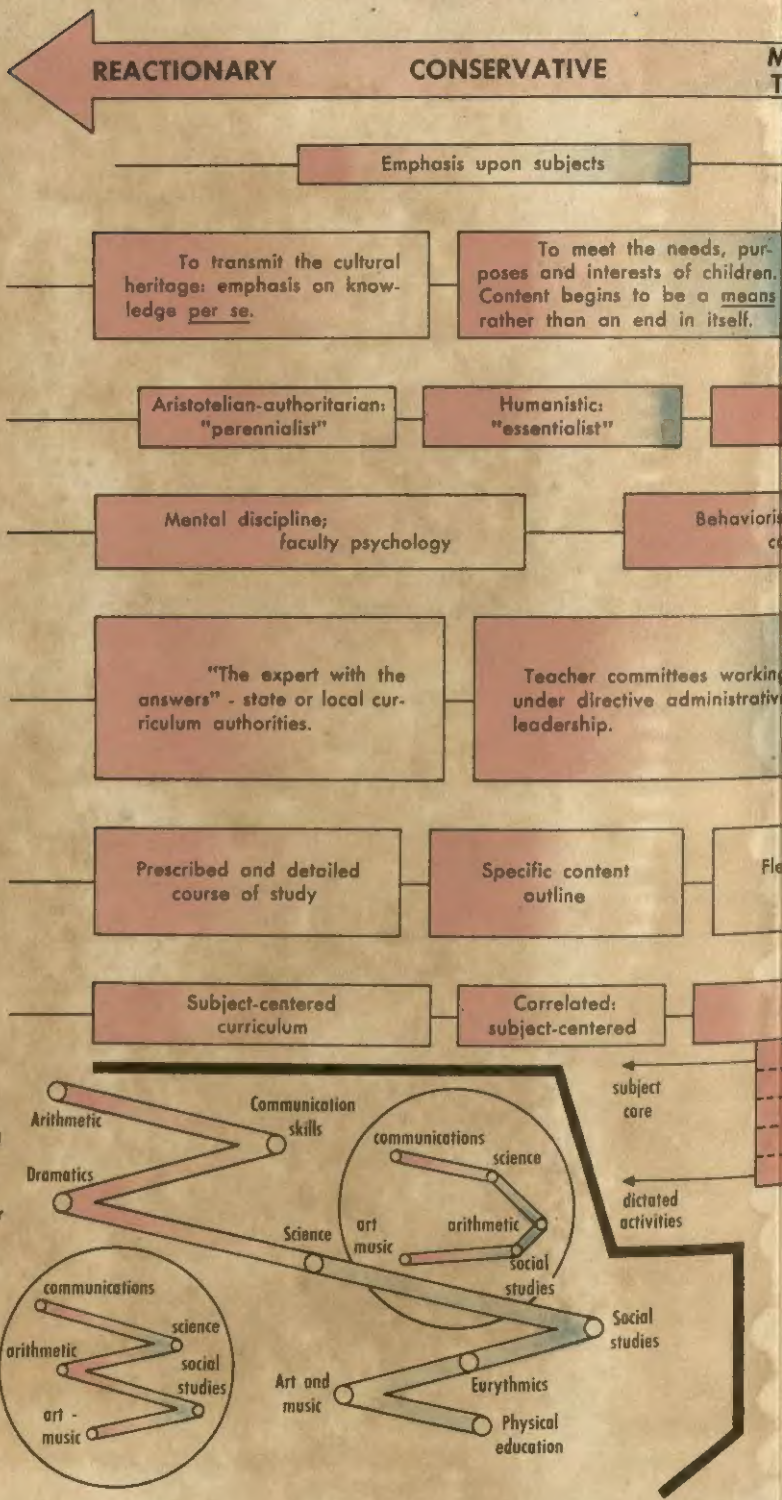 REACTIONARY CONSERVATIVE
Emphasis upon subjects
To transmit the cultural
heritage: emphasis on know-
ledge per se.
To meet the needs, pur-
poses and interests of children.
Content begins to be a means
rather than an end in itself.
Aristotelian-authoritarian:
"perennialist"
Humanistic:
"essentialist"
Mental discipline;
faculty psychology
"The expert with the
answers" - state or local cur-
riculum authorities.
Teacher committees working
under directive administrative
leadership.
Prescribed and detailed
course of study
Specific content
outline
Subject-centered
curriculum
Correlated:
subject-centered
subject
core
dictated
activities
Arithmetic
Communication
skills
Dramatics
Science
Social
studies
Eurythmics
Art and
music
Physical
education
communications
science
arithmetic
social
studies
art
music
communications
science
arithmetic
social
studies
art -
music